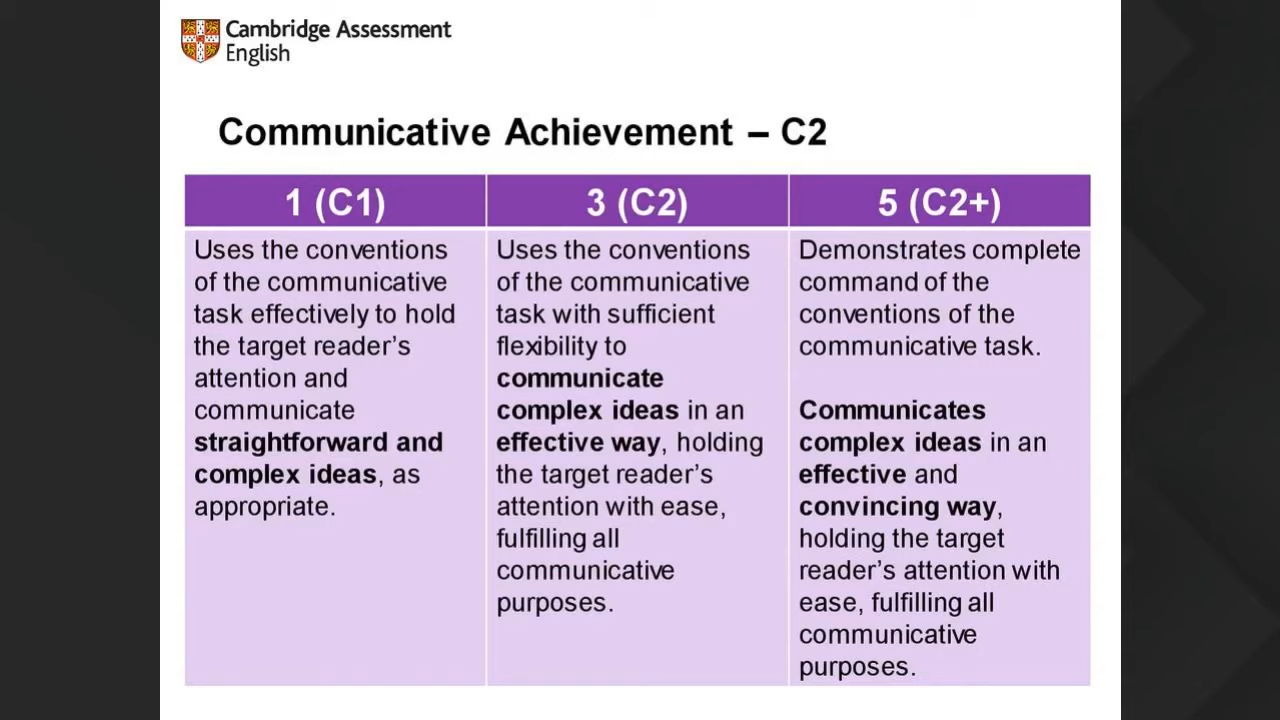 Cambridge Assessment
English
Communicative Achievement – C2
1 (C1)
Uses the conventions
of the communicative
task effectively to hold
the target reader's
attention and
communicate
straightforward and
complex ideas, as
appropriate.
3 (C2)
Uses the conventions
of the communicative
task with sufficient
flexibility to
communicate
complex ideas in an
effective way, holding
the target reader's
attention with ease,
fulfilling all
communicative
purposes.
5 (C2+)
Demonstrates complete
command of the
conventions of the
communicative task.
Communicates
complex ideas in an
effective and
convincing way,
holding the target
reader's attention with
ease, fulfilling all
communicative
purposes.